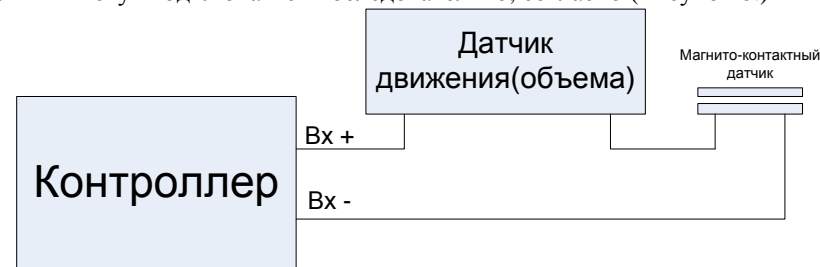 Датчик
движения(объема)
Магнито-контактный
датчик
Вх +
Контроллер
Вх -